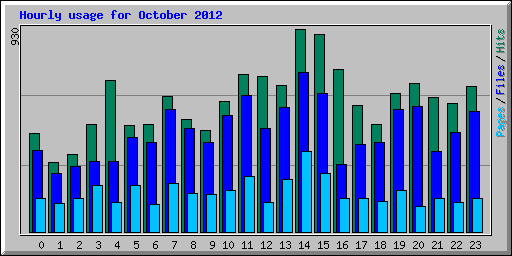 Hourly usage for October 2012
930
Pages / Files / Hits
0 1 2 3 4 5 6 7 8 9 10 11 12 13 14 15 16 17 18 19 20 21 22 23